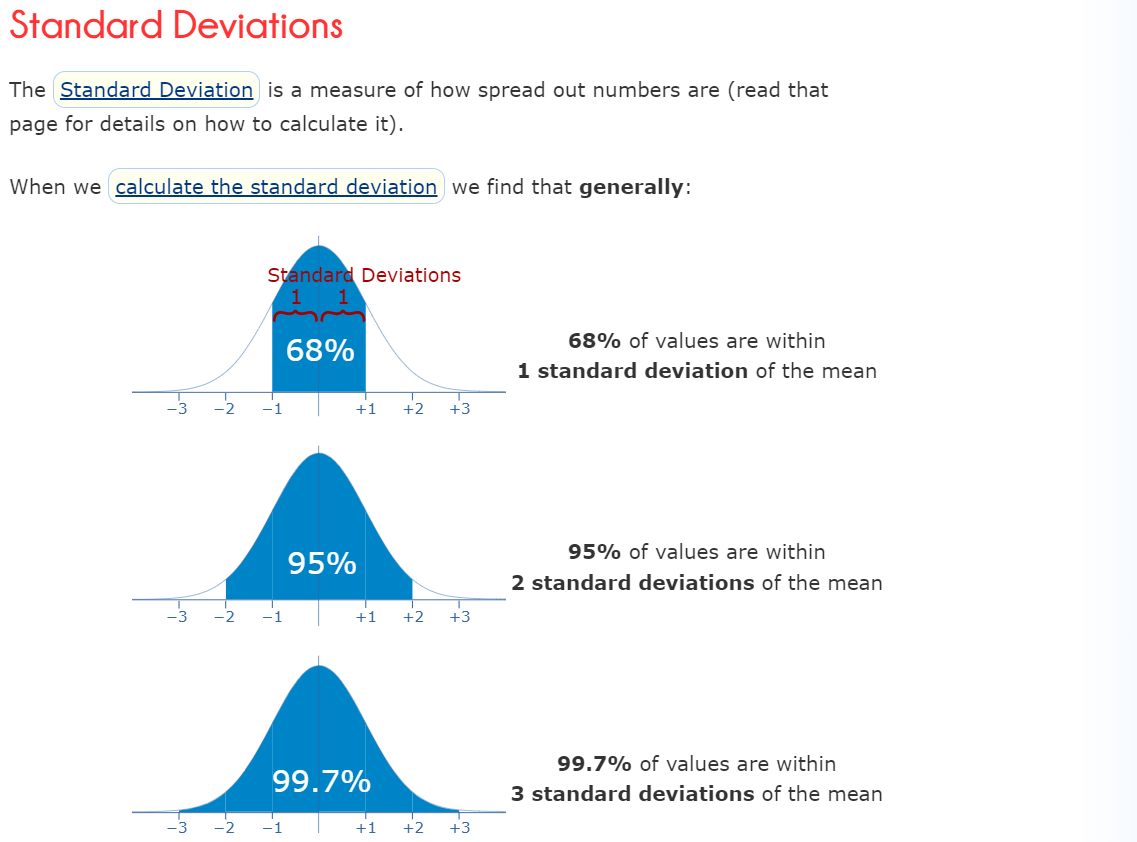 Standard Deviations
The Standard Deviation is a measure of how spread out numbers are (read that
page for details on how to calculate it).
When we calculate the standard deviation we find that generally:
Standard Deviations
1 1
68%
−3 −2 −1 +1 +2 +3
68% of values are within
1 standard deviation of the mean
95%
−3 −2 −1 +1 +2 +3
95% of values are within
2 standard deviations of the mean
99.7%
−3 −2 −1 +1 +2 +3
99.7% of values are within
3 standard deviations of the mean